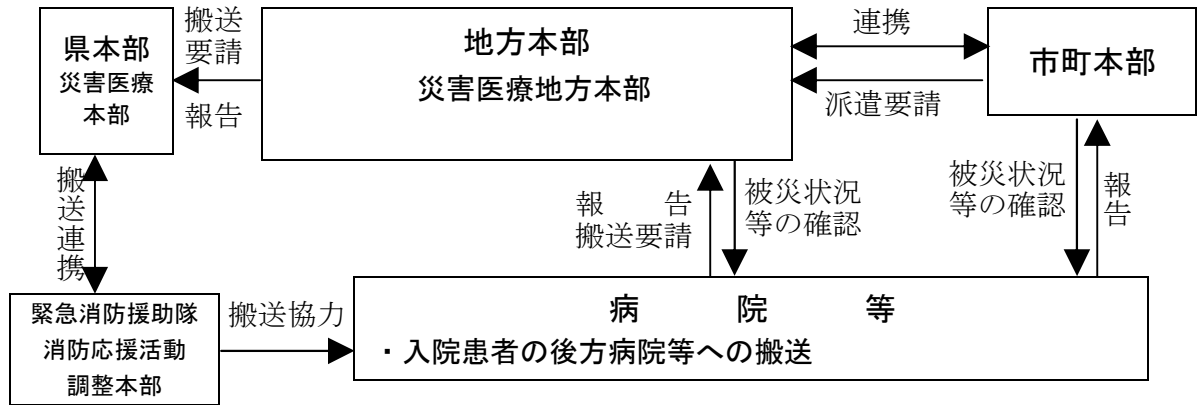 県本部
災害医療
本部
搬送
要請
報告
地方本部
災害医療地方本部
連携
派遣要請
市町本部
搬送連携
報　　告
搬送要請
被災状況
等の確認
被災状況
等の確認
報告
緊急消防援助隊
消防応援活動
調整本部
搬送協力
病　　院　　等
・入院患者の後方病院等への搬送